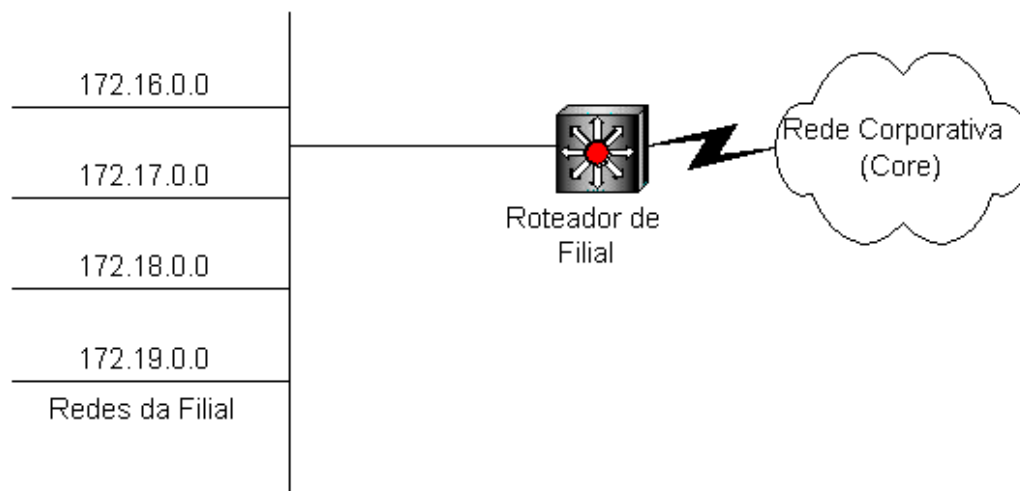 172.16.0.0
172.17.0.0
172.18.0.0
172.19.0.0
Redes da Filial
Roteador de
Filial
Rede Corporativa
(Core)